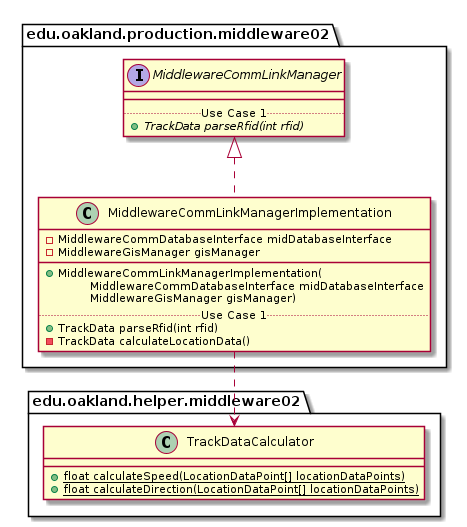 edu.oakland.production.middleware02
I MiddlewareCommLinkManager
Use Case 1
TrackData parseRfid(int rfid)
C MiddlewareCommLinkManagerImplementation
MiddlewareCommDatabaseInterface midDatabaseInterface
MiddlewareGisManager gisManager
MiddlewareCommLinkManagerImplementation(
MiddlewareCommDatabaseInterface midDatabaseInterface
MiddlewareGisManager gisManager)
Use Case 1
TrackData parseRfid(int rfid)
TrackData calculateLocationData()
edu.oakland.helper.middleware02
C TrackDataCalculator
float calculateSpeed(LocationDataPoint[] locationDataPoints)
float calculateDirection(LocationDataPoint[] locationDataPoints)